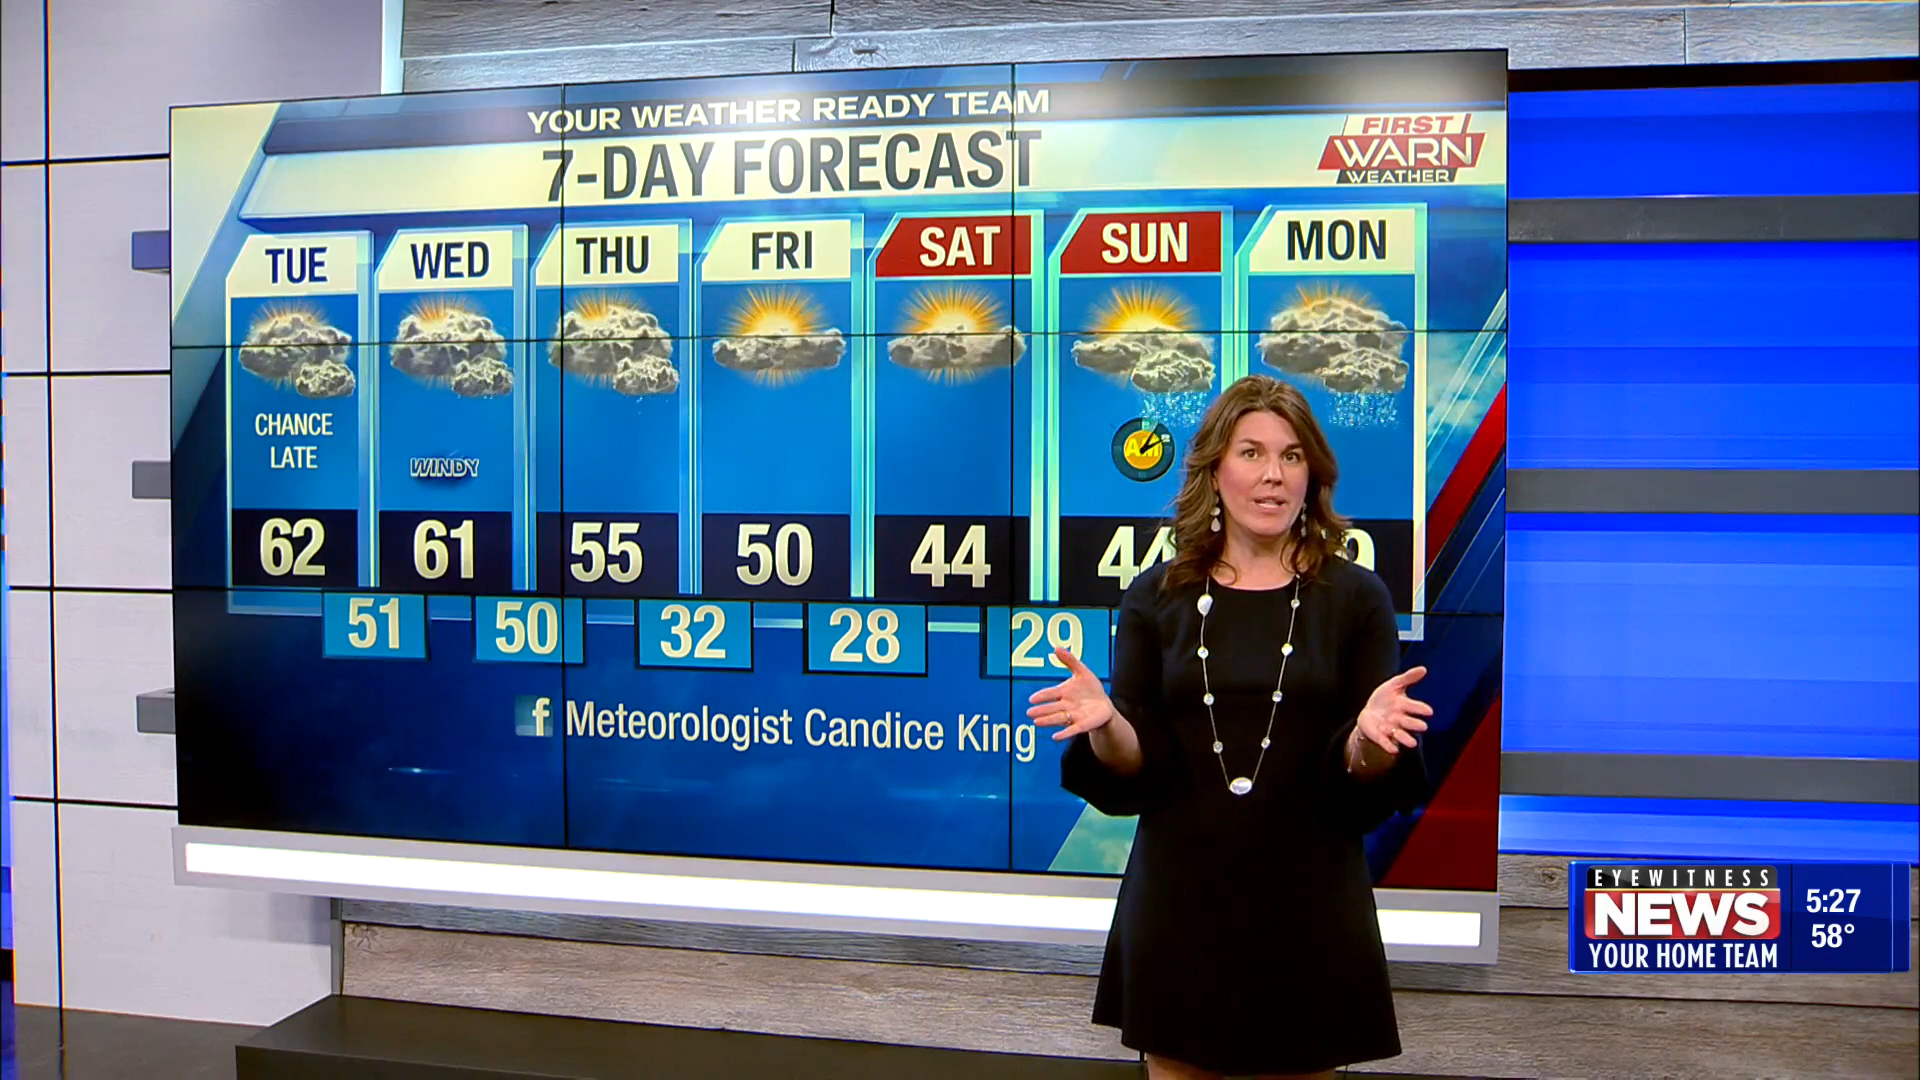 YOUR WEATHER READY TEAM
7-DAY FORECAST
FIRST
WARN
WEATHER
TUE WED THU FRI SAT SUN MON
CHANCE
LATE
WINDY
AM
62 61 55 50 44 44
51 50 32 28 29
f Meteorologist Candice King
EYEWITNESS
NEWS
YOUR HOME TEAM
5:27
58°